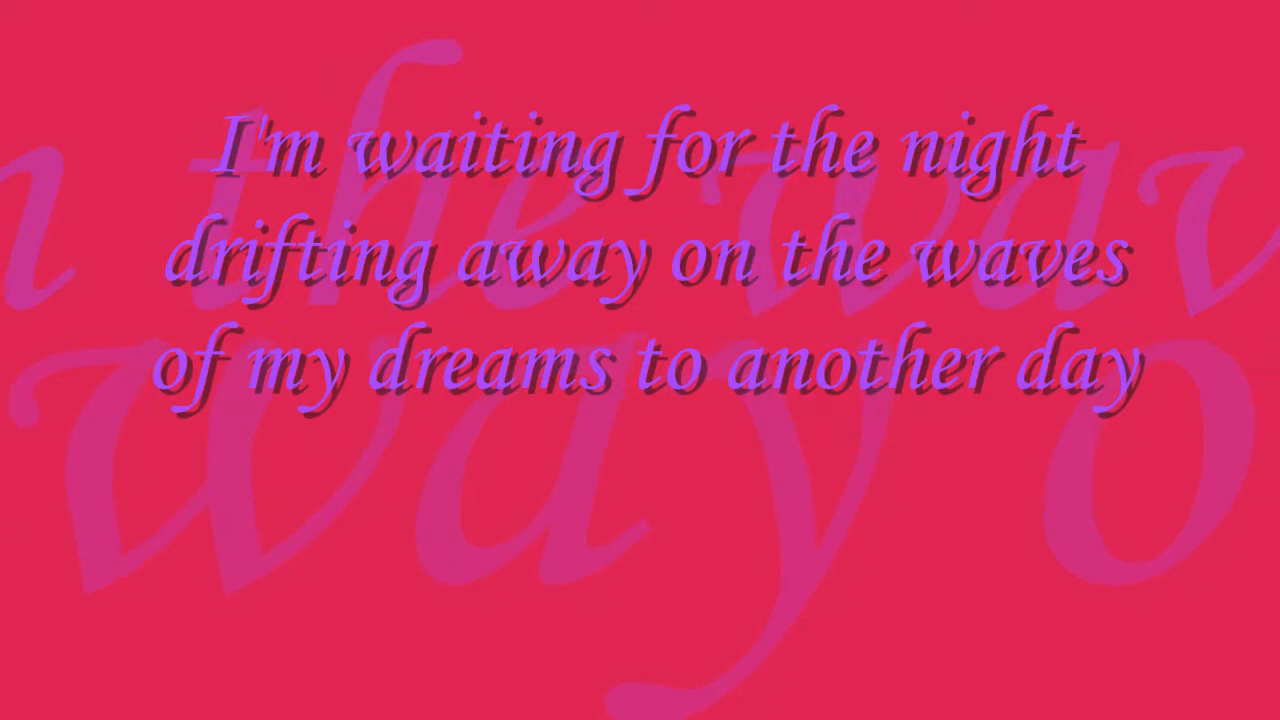 I'm waiting for the night
drifting away on the waves
of my dreams to another day